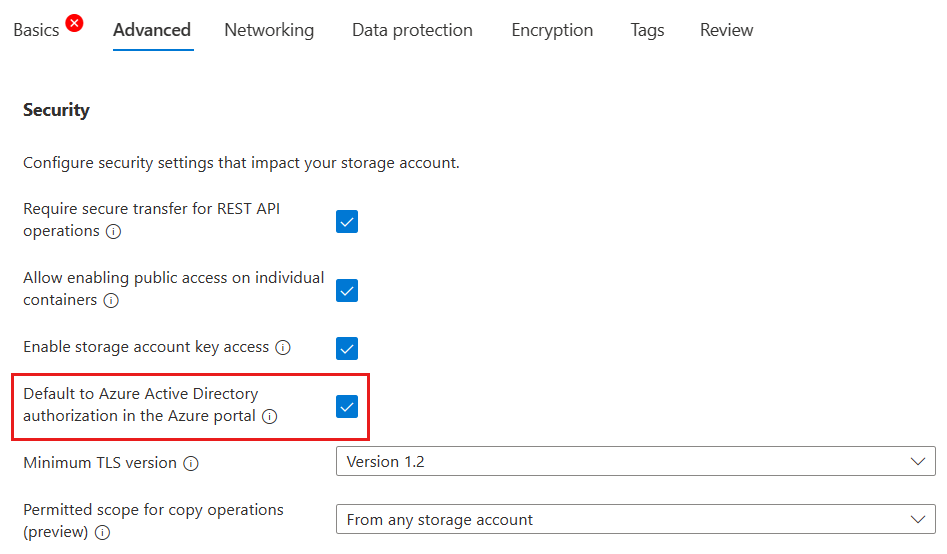 Basics
Advanced
Networking
Data protection
Encryption
Tags
Review
Security
Configure security settings that impact your storage account.
Require secure transfer for REST API
operations
Allow enabling public access on individual
containers
Enable storage account key access
Default to Azure Active Directory
authorization in the Azure portal
Minimum TLS version
Version 1.2
Permitted scope for copy operations
(preview)
From any storage account